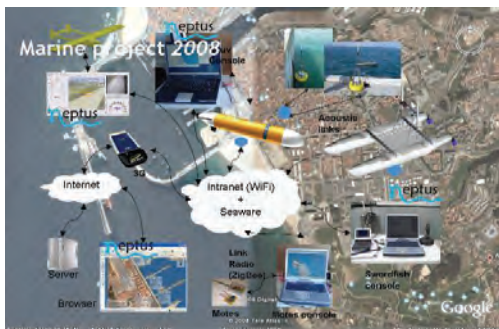 neptus
Marine project 2008
Console
neptus
Acoustic
links
3G
Internet
Intranet (WiFi)
+
Seaware
neptus
neptus
Server
Browser
Link
Radio (ZigBee)
Motes
Motes console
Swordfish
console
Google